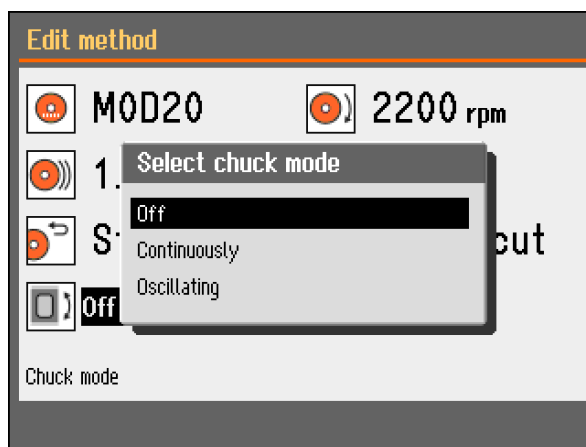 Edit method
MOD20 2200 rpm
1.
Select chuck mode
Off
Continuously
Oscillating
cut
Off
Chuck mode